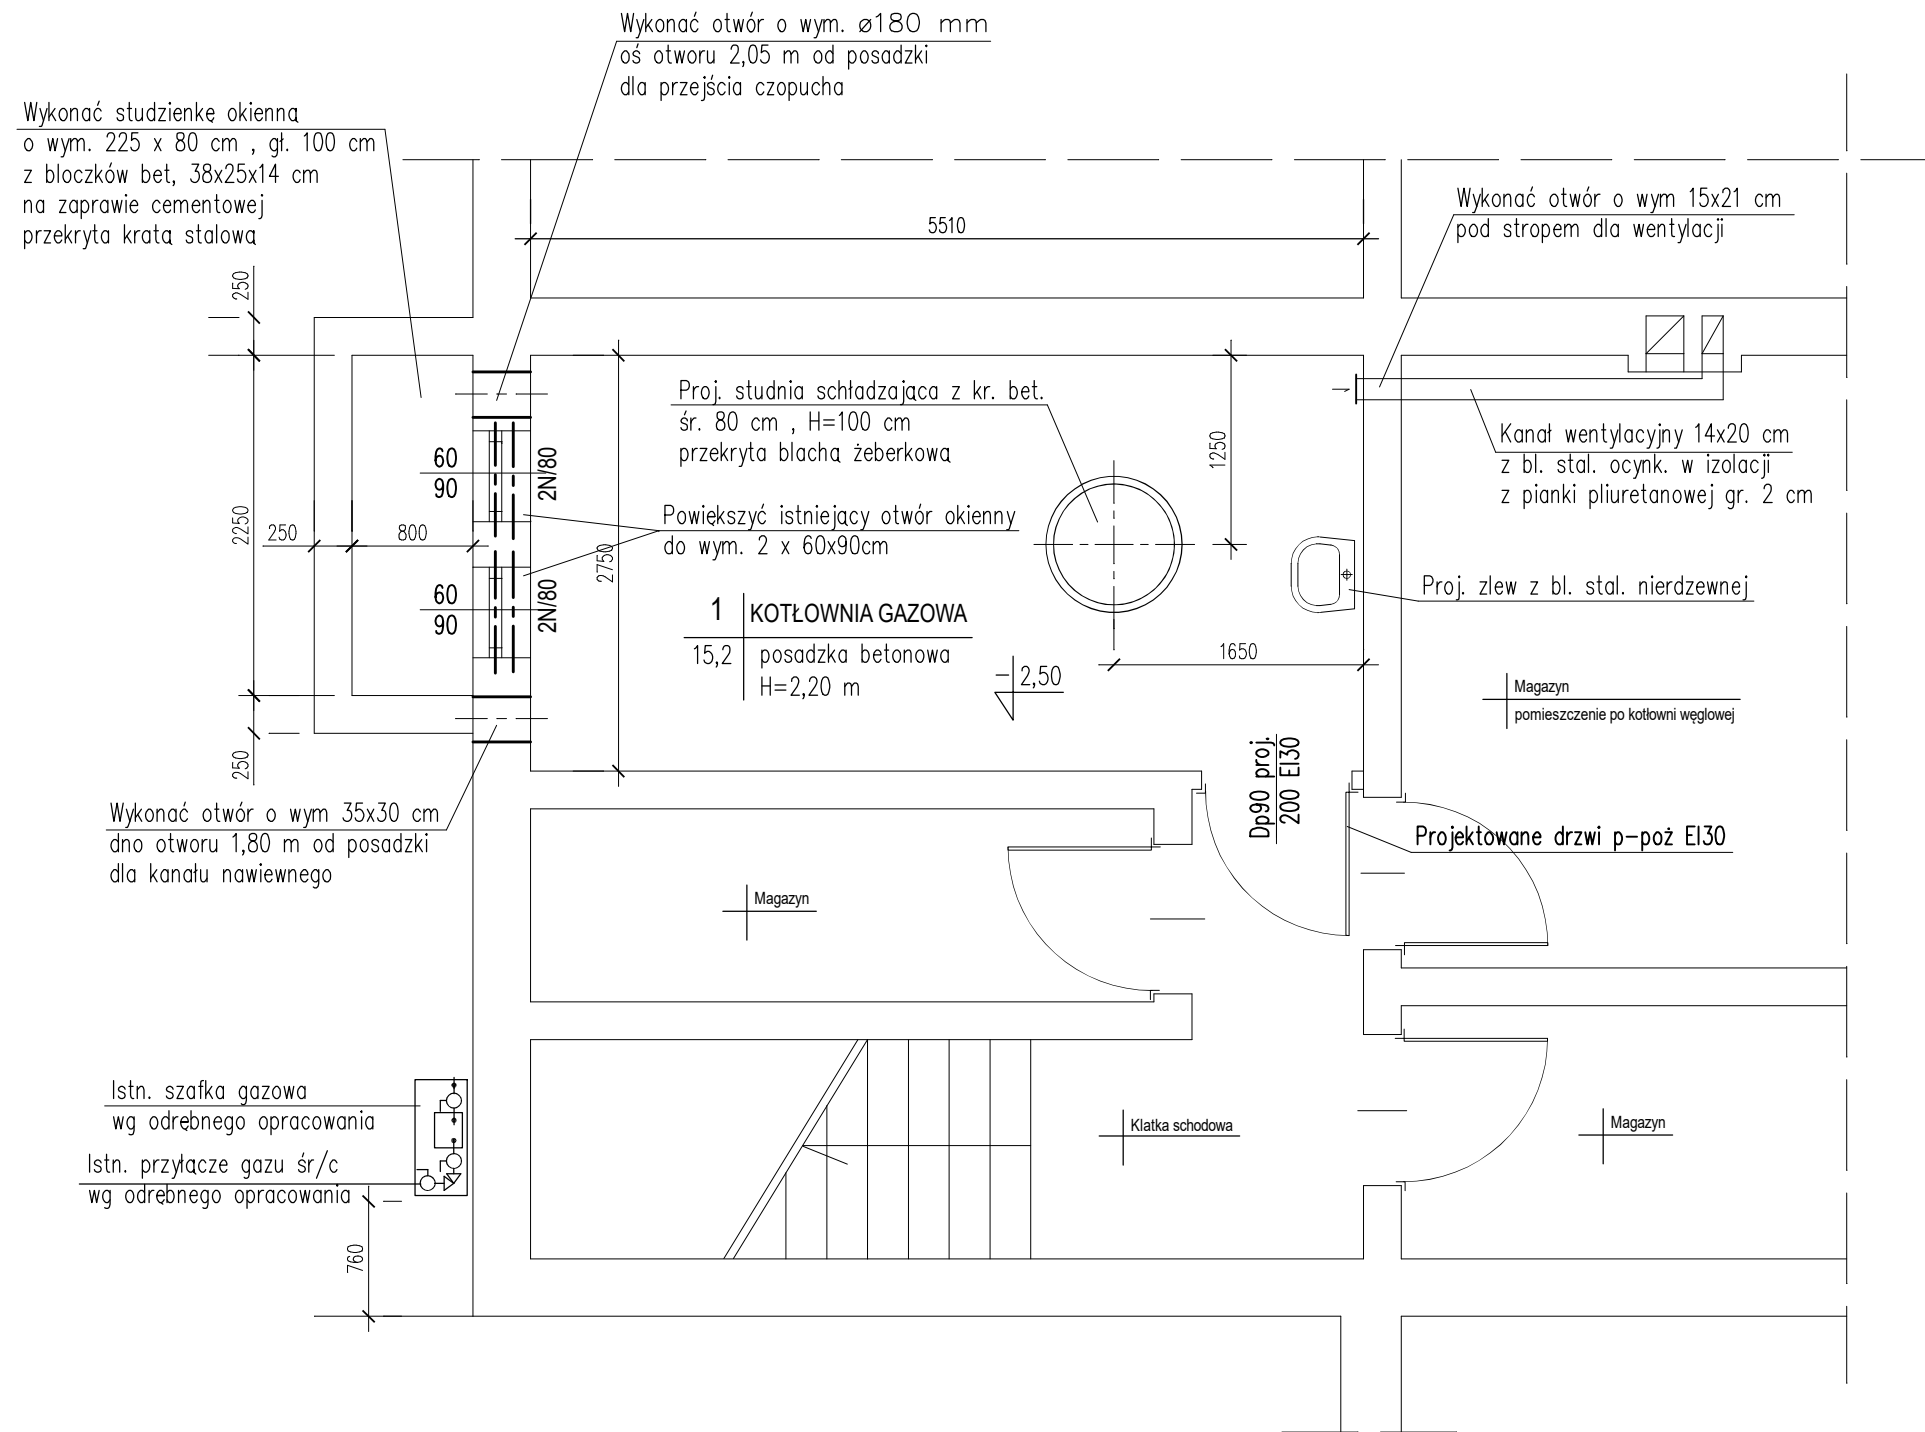 Wykonać otwór o wym. ⌀180 mm
oś otworu 2,05 m od posadzki
dla przejścia czopucha
Wykonać studzienkę okienną
o wym. 225 x 80 cm , gł. 100 cm
z bloczków bet, 38x25x14 cm
na zaprawie cementowej
przekryta kratą stalową
Wykonać otwór o wym 15x21 cm
pod stropem dla wentylacji
5510
250
2250
250
800
250
2750
1250
1650
Proj. studnia schładzająca z kr. bet.
śr. 80 cm , H=100 cm
przekryta blachą żeberkową
Kanał wentylacyjny 14x20 cm
z bl. stal. ocynk. w izolacji
z pianki pliuretanowej gr. 2 cm
60
90
2N/80
Powiększyć istniejący otwór okienny
do wym. 2 x 60x90cm
60
90
2N/80
Proj. zlew z bl. stal. nierdzewnej
1 KOTŁOWNIA GAZOWA
15,2 posadzka betonowa
H=2,20 m
-2,50
Magazyn
pomieszczenie po kotłowni węglowej
Dp90 proj.
200 EI30
Projektowane drzwi p-poż EI30
Wykonać otwór o wym 35x30 cm
dno otworu 1,80 m od posadzki
dla kanału nawiewnego
Magazyn
Istn. szafka gazowa
wg odrębnego opracowania
Istn. przyłącze gazu śr/c
wg odrębnego opracowania
760
Klatka schodowa
Magazyn